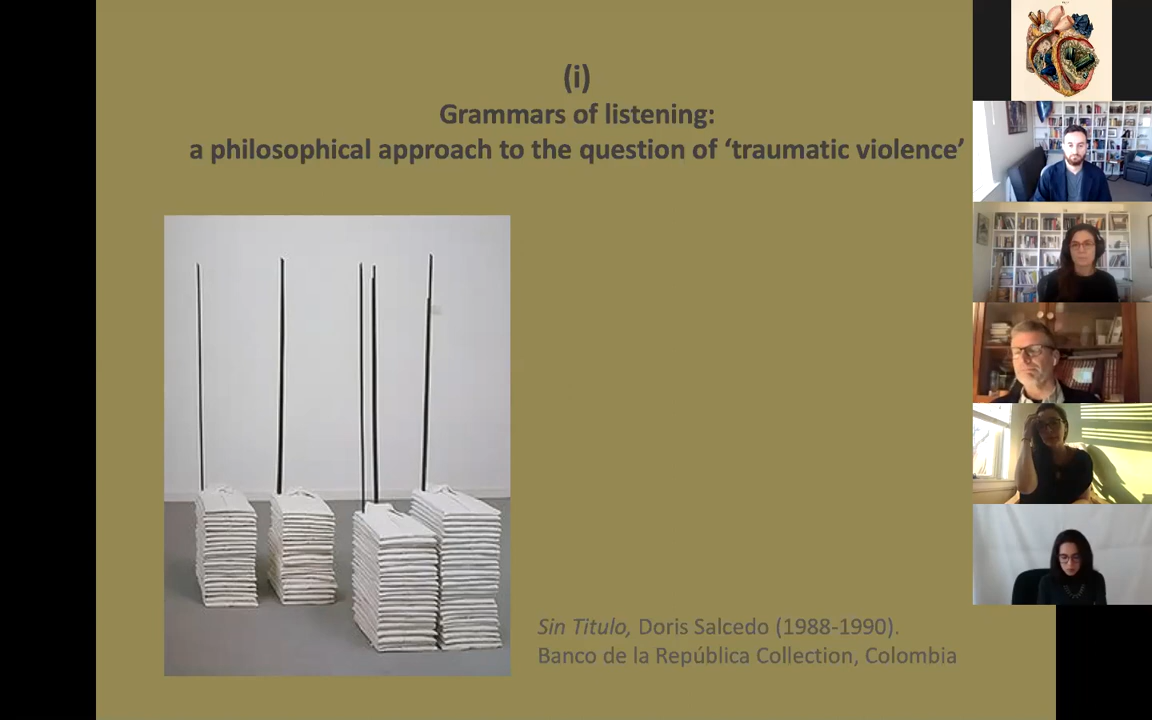 (i)
Grammars of listening:
a philosophical approach to the question of ‘traumatic violence’
Sin Titulo, Doris Salcedo (1988-1990).
Banco de la República Collection, Colombia